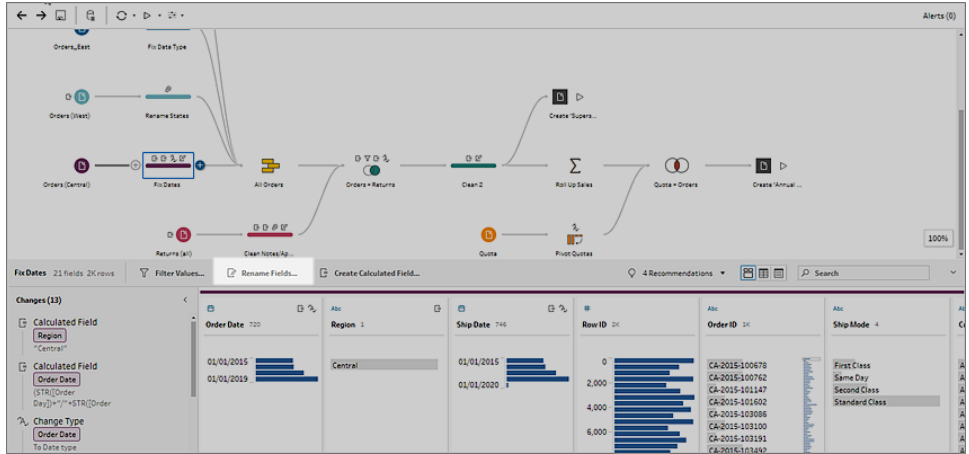 Alerts (0)
Orders_East
Fix Data Type
Orders (West)
Rename States
Create 'Supers...
Orders (Central)
Fix Dates
All Orders
Orders + Returns
Clean 2
Roll Up Sales
Quota + Orders
Create 'Annual ...
Returns (all)
Clean Notes/Ap...
Quota
Pivot Quotes
100%
Fix Dates 21 fields 2K rows Filter Values... Rename Fields... Create Calculated Field... 4 Recommendations Search
Changes (13)
Calculated Field
Region
"Central"
Calculated Field
Order Date
(STR([Order
Day])+"/"+STR([Order
Change Type
Order Date
To Date type
Order Date 720
01/01/2015
01/01/2019
Abc
Region 1
Central
Ship Date 746
01/01/2015
01/01/2020
#
Row ID 2K
0
2,000
4,000
6,000
Abc
Order ID 1K
CA-2015-100678
CA-2015-100762
CA-2015-101147
CA-2015-101602
CA-2015-103086
CA-2015-103100
CA-2015-103191
CA-2015-103492
Abc
Ship Mode 4
First Class
Same Day
Second Class
Standard Class